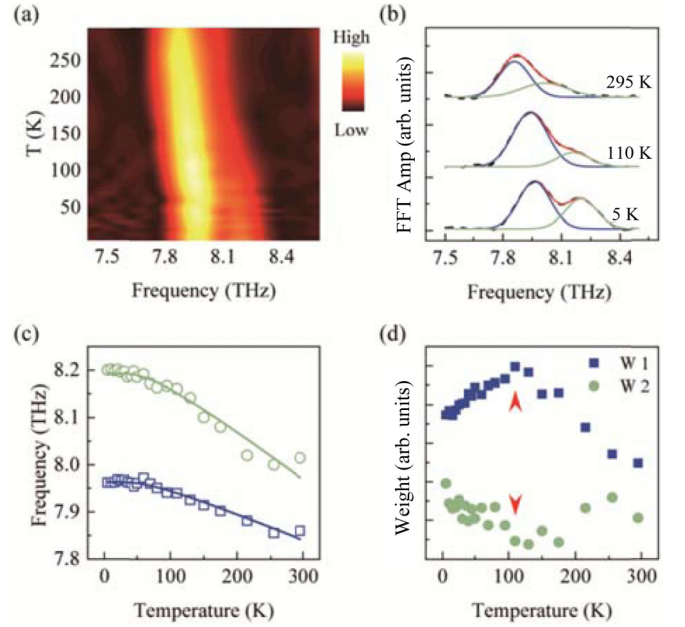 (a)
High
Low
T (K)
250
200
150
100
50
7.5 7.8 8.1 8.4
Frequency (THz)
(b)
295 K
110 K
5 K
FFT Amp (arb. units)
7.5 7.8 8.1 8.4
Frequency (THz)
(c)
8.2
8.0
7.9
7.8
Frequency (THz)
0 100 200 300
Temperature (K)
(d)
W 1
W 2
Weight (arb. units)
0 100 200 300
Temperature (K)